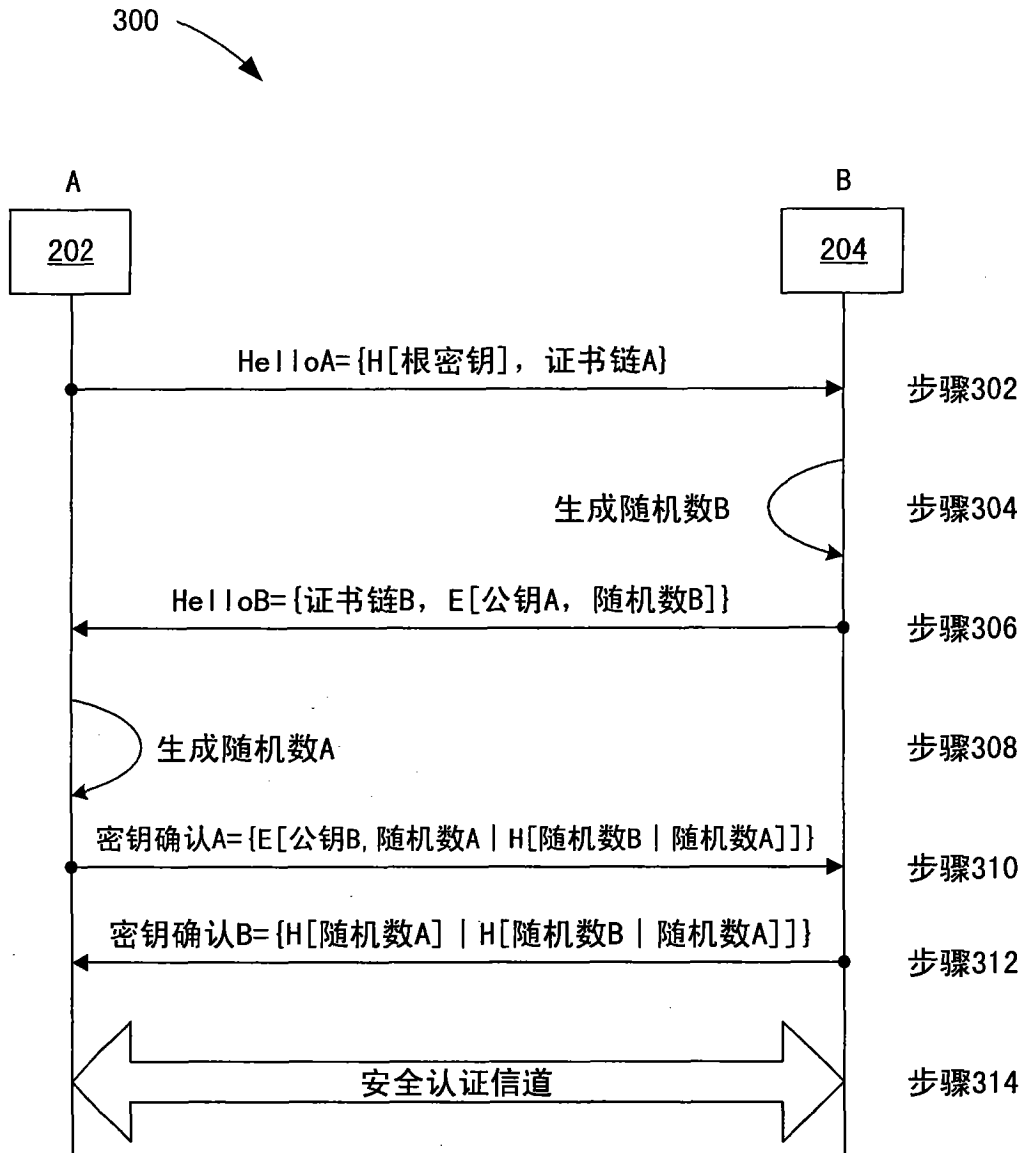 300
A
B
202
204
HelloA={H[根密钥], 证书链A}
步骤302
生成随机数B
步骤304
HelloB={证书链B, E[公钥A, 随机数B]}
步骤306
生成随机数A
步骤308
密钥确认A={E[公钥B,随机数A|H[随机数B|随机数A]]}
步骤310
密钥确认B={H[随机数A]|H[随机数B|随机数A]]}
步骤312
安全认证信道
步骤314